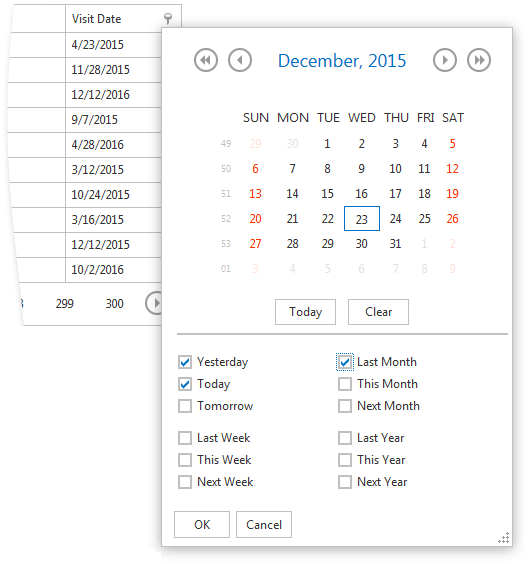 Visit Date
4/23/2015
11/28/2015
12/12/2016
9/7/2015
4/28/2016
3/12/2015
10/24/2015
3/16/2015
12/12/2015
10/2/2016
299 300
December, 2015
SUN MON TUE WED THU FRI SAT
49 29 30 1 2 3 4 5
50 6 7 8 9 10 11 12
51 13 14 15 16 17 18 19
52 20 21 22 23 24 25 26
53 27 28 29 30 31 1 2
01 3 4 5 6 7 8 9
Today Clear
Yesterday Last Month
Today This Month
Tomorrow Next Month
Last Week Last Year
This Week This Year
Next Week Next Year
OK Cancel